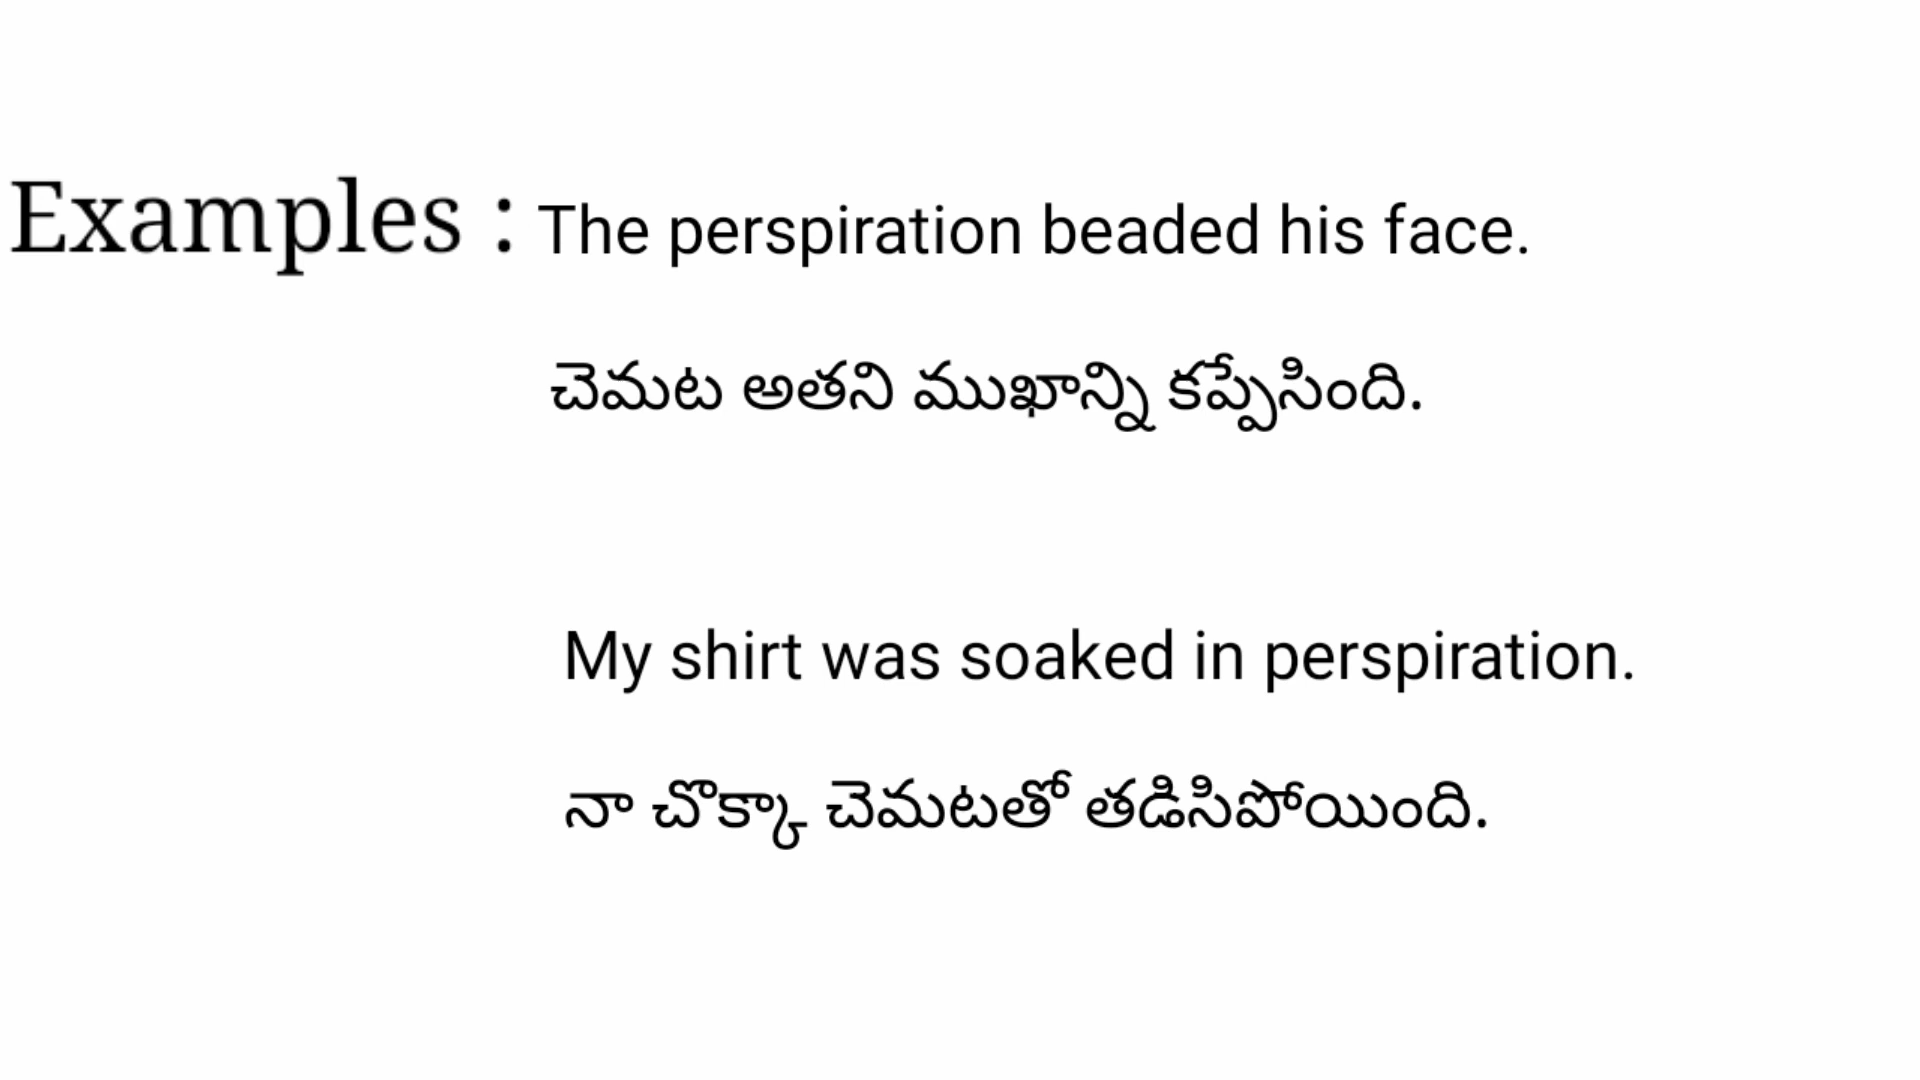 Examples : The perspiration beaded his face.
చెమట అతని ముఖాన్ని కప్పేసింది.
My shirt was soaked in perspiration.
నా చొక్కా చెమటతో తడిసిపోయింది.